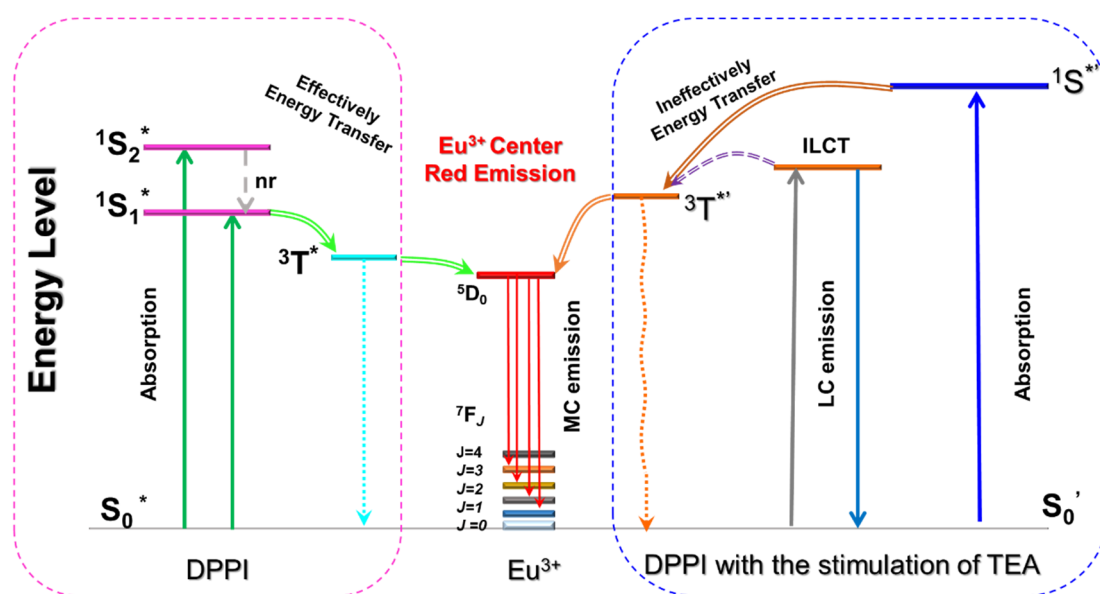 Energy Level
¹S₂*
nr
¹S₁*
Absorption
S₀*
DPPI
Effectively
Energy Transfer
³T*
Eu³⁺ Center
Red Emission
⁵D₀
MC emission
⁷F_J
J=4
J=3
J=2
J=1
J=0
Eu³⁺
Ineffectively
Energy Transfer
¹S*'
ILCT
³T*'
LC emission
Absorption
S₀'
DPPI with the stimulation of TEA